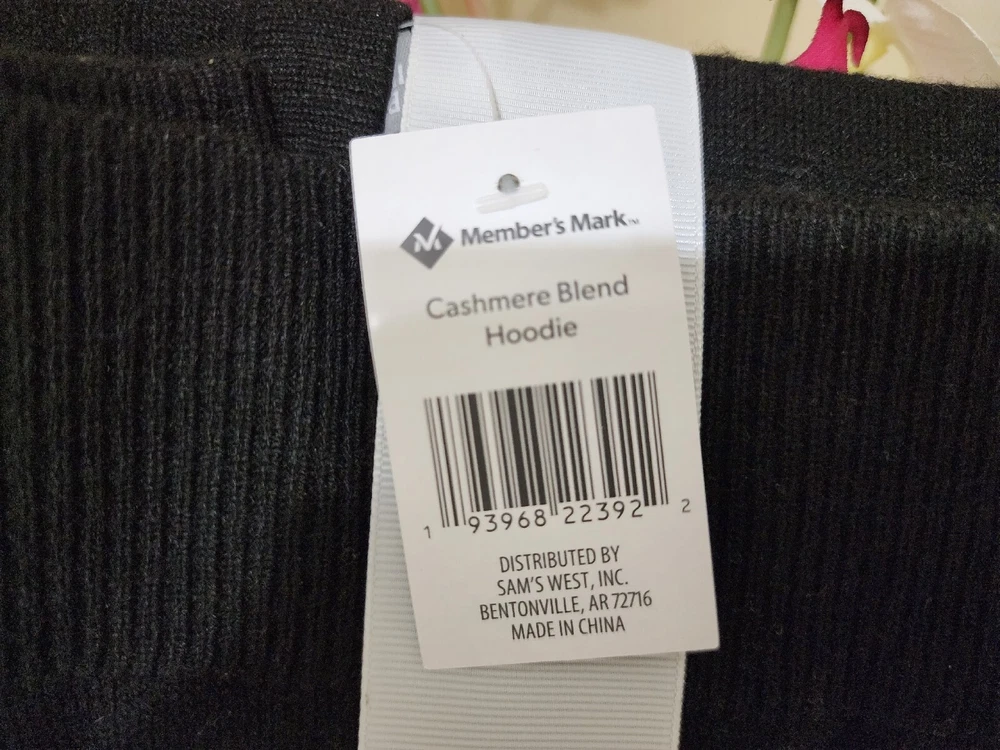 Member's Mark™
Cashmere Blend
Hoodie
1 93968 22392 2
DISTRIBUTED BY
SAM'S WEST, INC.
BENTONVILLE, AR 72716
MADE IN CHINA